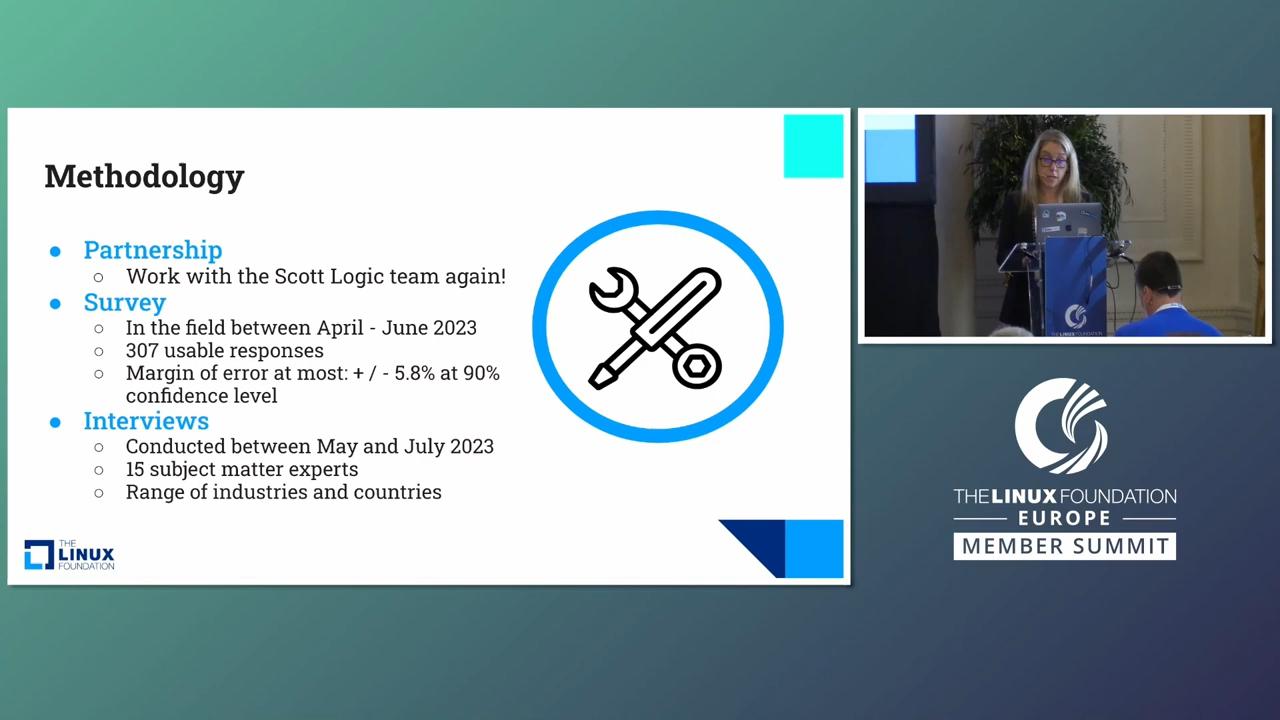 Methodology
● Partnership
○ Work with the Scott Logic team again!
● Survey
○ In the field between April - June 2023
○ 307 usable responses
○ Margin of error at most: + / - 5.8% at 90%
confidence level
● Interviews
○ Conducted between May and July 2023
○ 15 subject matter experts
○ Range of industries and countries
THE
LINUX
FOUNDATION
THE LINUX FOUNDATION
EUROPE
MEMBER SUMMIT